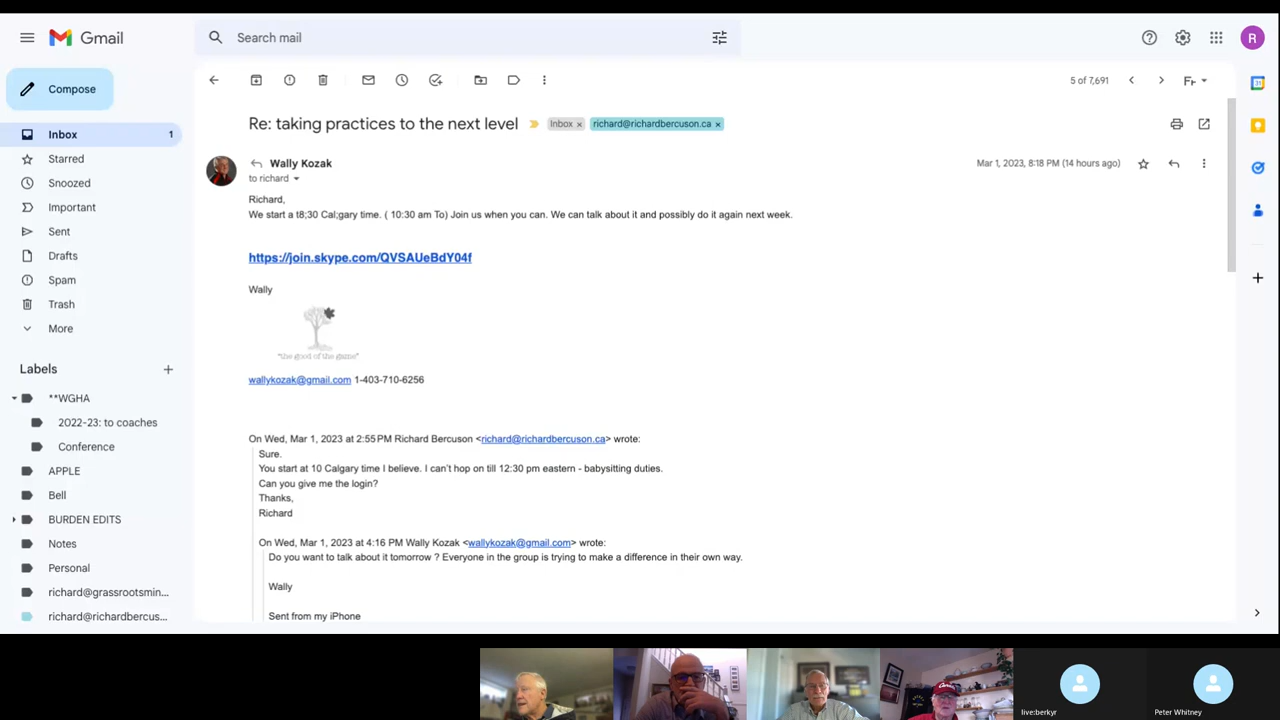 Gmail
Search mail
R
Compose
5 of 7,691
Inbox 1
Starred
Snoozed
Important
Sent
Drafts
Spam
Trash
More
Labels
**WGHA
2022-23: to coaches
Conference
APPLE
Bell
BURDEN EDITS
Notes
Personal
richard@grassrootsmin...
richard@richardbercus...
Re: taking practices to the next level Inbox x richard@richardbercuson.ca x
Wally Kozak Mar 1, 2023, 8:18 PM (14 hours ago)
to richard
Richard,
We start a t8;30 Cal;gary time. ( 10:30 am To) Join us when you can. We can talk about it and possibly do it again next week.
https://join.skype.com/QVSAUeBdY04f
Wally
"the good of the game"
wallykozak@gmail.com 1-403-710-6256
On Wed, Mar 1, 2023 at 2:55 PM Richard Bercuson <richard@richardbercuson.ca> wrote:
Sure.
You start at 10 Calgary time I believe. I can't hop on till 12:30 pm eastern - babysitting duties.
Can you give me the login?
Thanks,
Richard
On Wed, Mar 1, 2023 at 4:16 PM Wally Kozak <wallykozak@gmail.com> wrote:
Do you want to talk about it tomorrow ? Everyone in the group is trying to make a difference in their own way.
Wally
Sent from my iPhone
live:berkyr
Peter Whitney